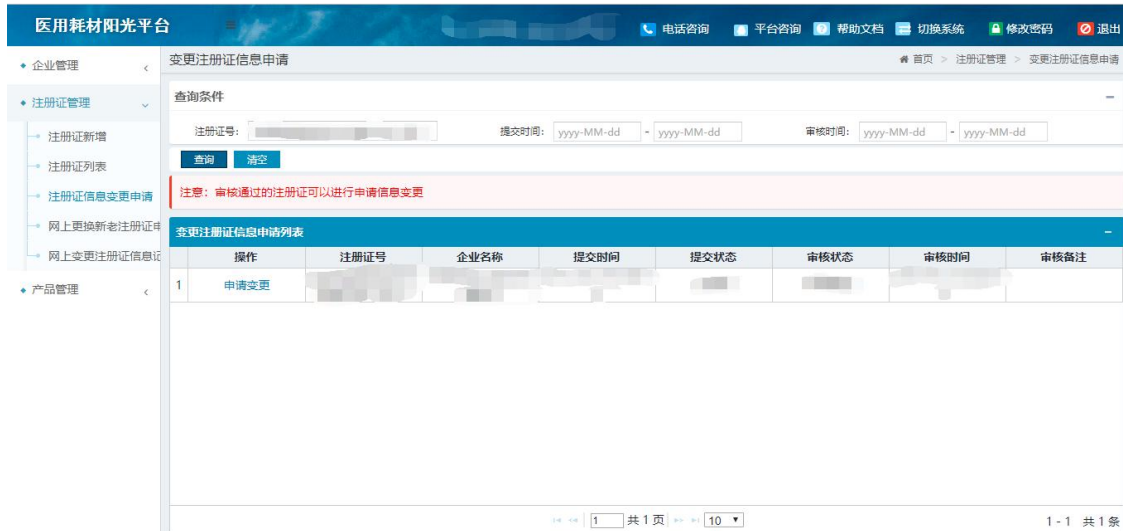 医用耗材阳光平台 电话咨询 平台咨询 帮助文档 切换系统 修改密码 退出
企业管理
注册证管理
注册证新增
注册证列表
注册证信息变更申请
网上更换新老注册证申
网上变更注册证信息记
产品管理
变更注册证信息申请 首页 > 注册证管理 > 变更注册证信息申请
查询条件
注册证号: 提交时间: yyyy-MM-dd - yyyy-MM-dd 审核时间: yyyy-MM-dd - yyyy-MM-dd
查询 清空
注意：审核通过的注册证可以进行申请信息变更
变更注册证信息申请列表
操作 注册证号 企业名称 提交时间 提交状态 审核状态 审核时间 审核备注
1 申请变更
1 共 1 页 10
1 - 1 共 1 条